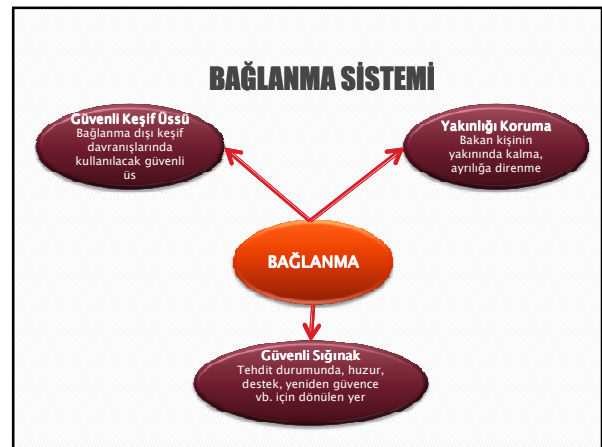 BAĞLANMA SİSTEMİ
Güvenli Keşif Üssü
Bağlanma dışı keşif
davranışlarında
kullanılacak güvenli
üs
Yakınlığı Koruma
Bakan kişinin
yakınında kalma,
ayrılığa direnme
BAĞLANMA
Güvenli Sığınak
Tehdit durumunda, huzur,
destek, yeniden güvence
vb. için dönülen yer